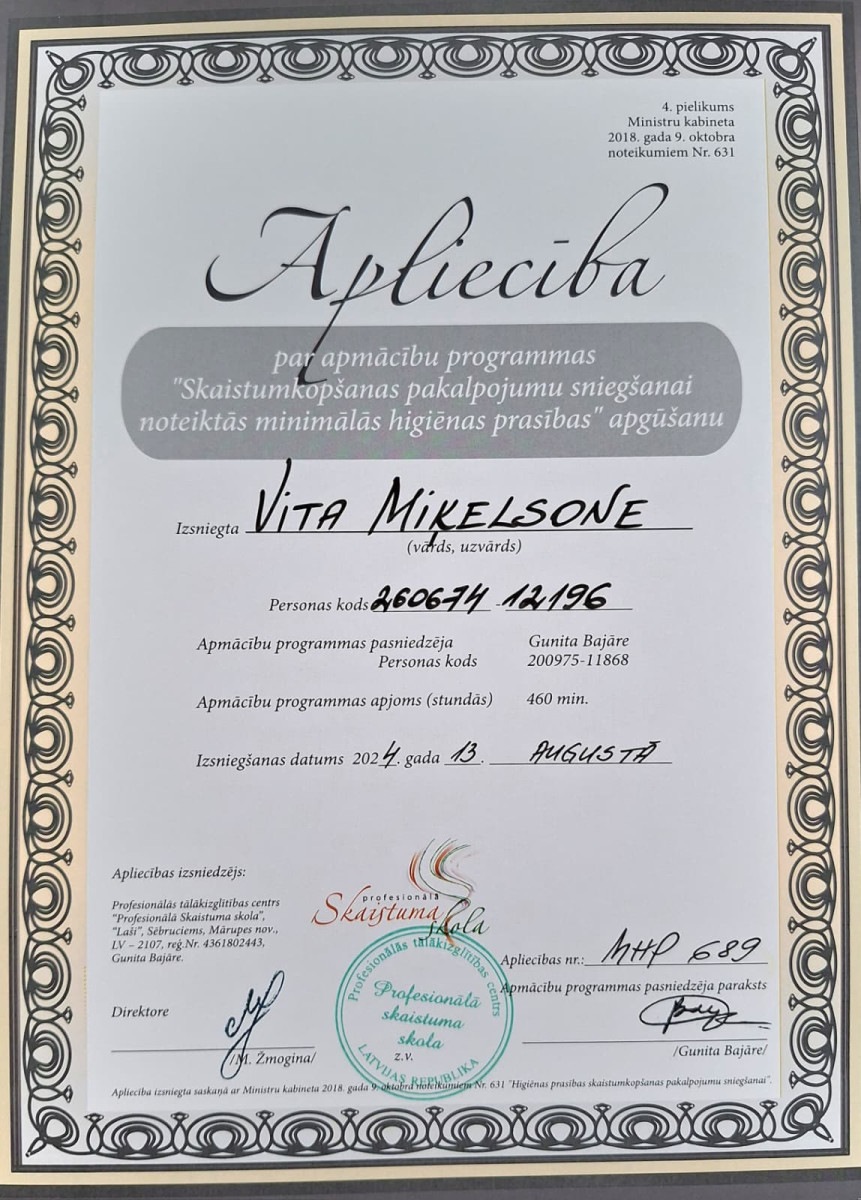 4. pielikums
Ministru kabineta
2018. gada 9. oktobra
noteikumiem Nr. 631
Apliecība
par apmācību programmas
"Skaistumkopšanas pakalpojumu sniegšanai
noteiktās minimālās higiēnas prasības" apgūšanu
Izsniegta VITA MIĶELSONE
(vārds, uzvārds)
Personas kods 260674 - 12196
Apmācību programmas pasniedzēja Gunita Bajāre
Personas kods 200975-11868
Apmācību programmas apjoms (stundās) 460 min.
Izsniegšanas datums 2024. gada 13. AUGUSTĀ
Apliecības izsniedzējs:
Profesionālās tālākizglītības centrs
"Profesionālā Skaistuma skola",
"Laši", Sēbruciems, Mārupes nov.,
LV – 2107, reģ.Nr. 4361802443,
Gunita Bajāre.
profesionālā
Skaistuma
skola
Profesionālās tālākizglītības centrs
Profesionālā
skaistuma
skola
LATVIJAS REPUBLIKA
z.v.
Apliecības nr.: MHP 689
Apmācību programmas pasniedzēja paraksts
Direktore
/M. Žmogina/
/Gunita Bajāre/
Apliecība izsniegta saskaņā ar Ministru kabineta 2018. gada 9. oktobra noteikumiem Nr. 631 "Higiēnas prasības skaistumkopšanas pakalpojumu sniegšanai".